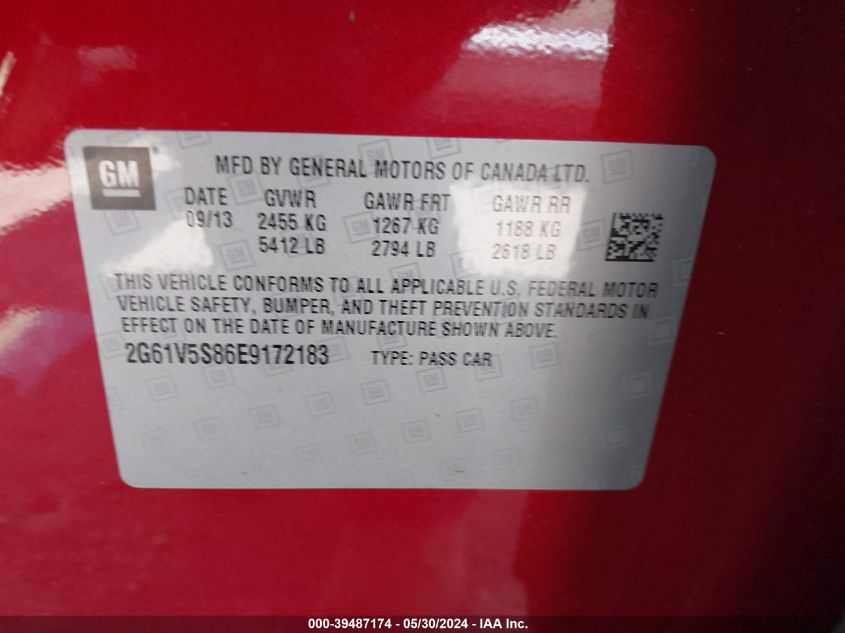 GM
MFD BY GENERAL MOTORS OF CANADA LTD.
DATE GVWR GAWR FRT GAWR RR
09/13 2455 KG 1267 KG 1188 KG
5412 LB 2794 LB 2618 LB
THIS VEHICLE CONFORMS TO ALL APPLICABLE U.S. FEDERAL MOTOR
VEHICLE SAFETY, BUMPER, AND THEFT PREVENTION STANDARDS IN
EFFECT ON THE DATE OF MANUFACTURE SHOWN ABOVE.
2G61V5S86E9172183 TYPE: PASS CAR
000-39487174 - 05/30/2024 - IAA Inc.